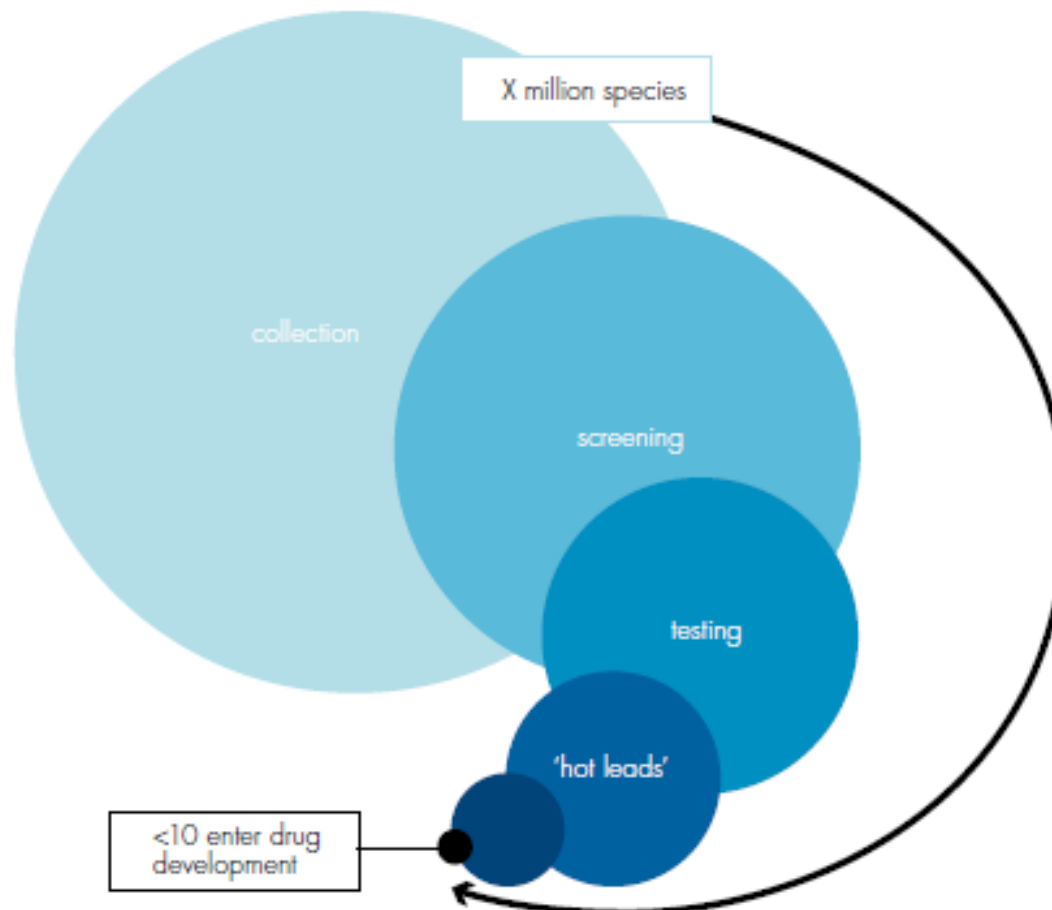 X million species
collection
screening
testing
'hot leads'
<10 enter drug
development